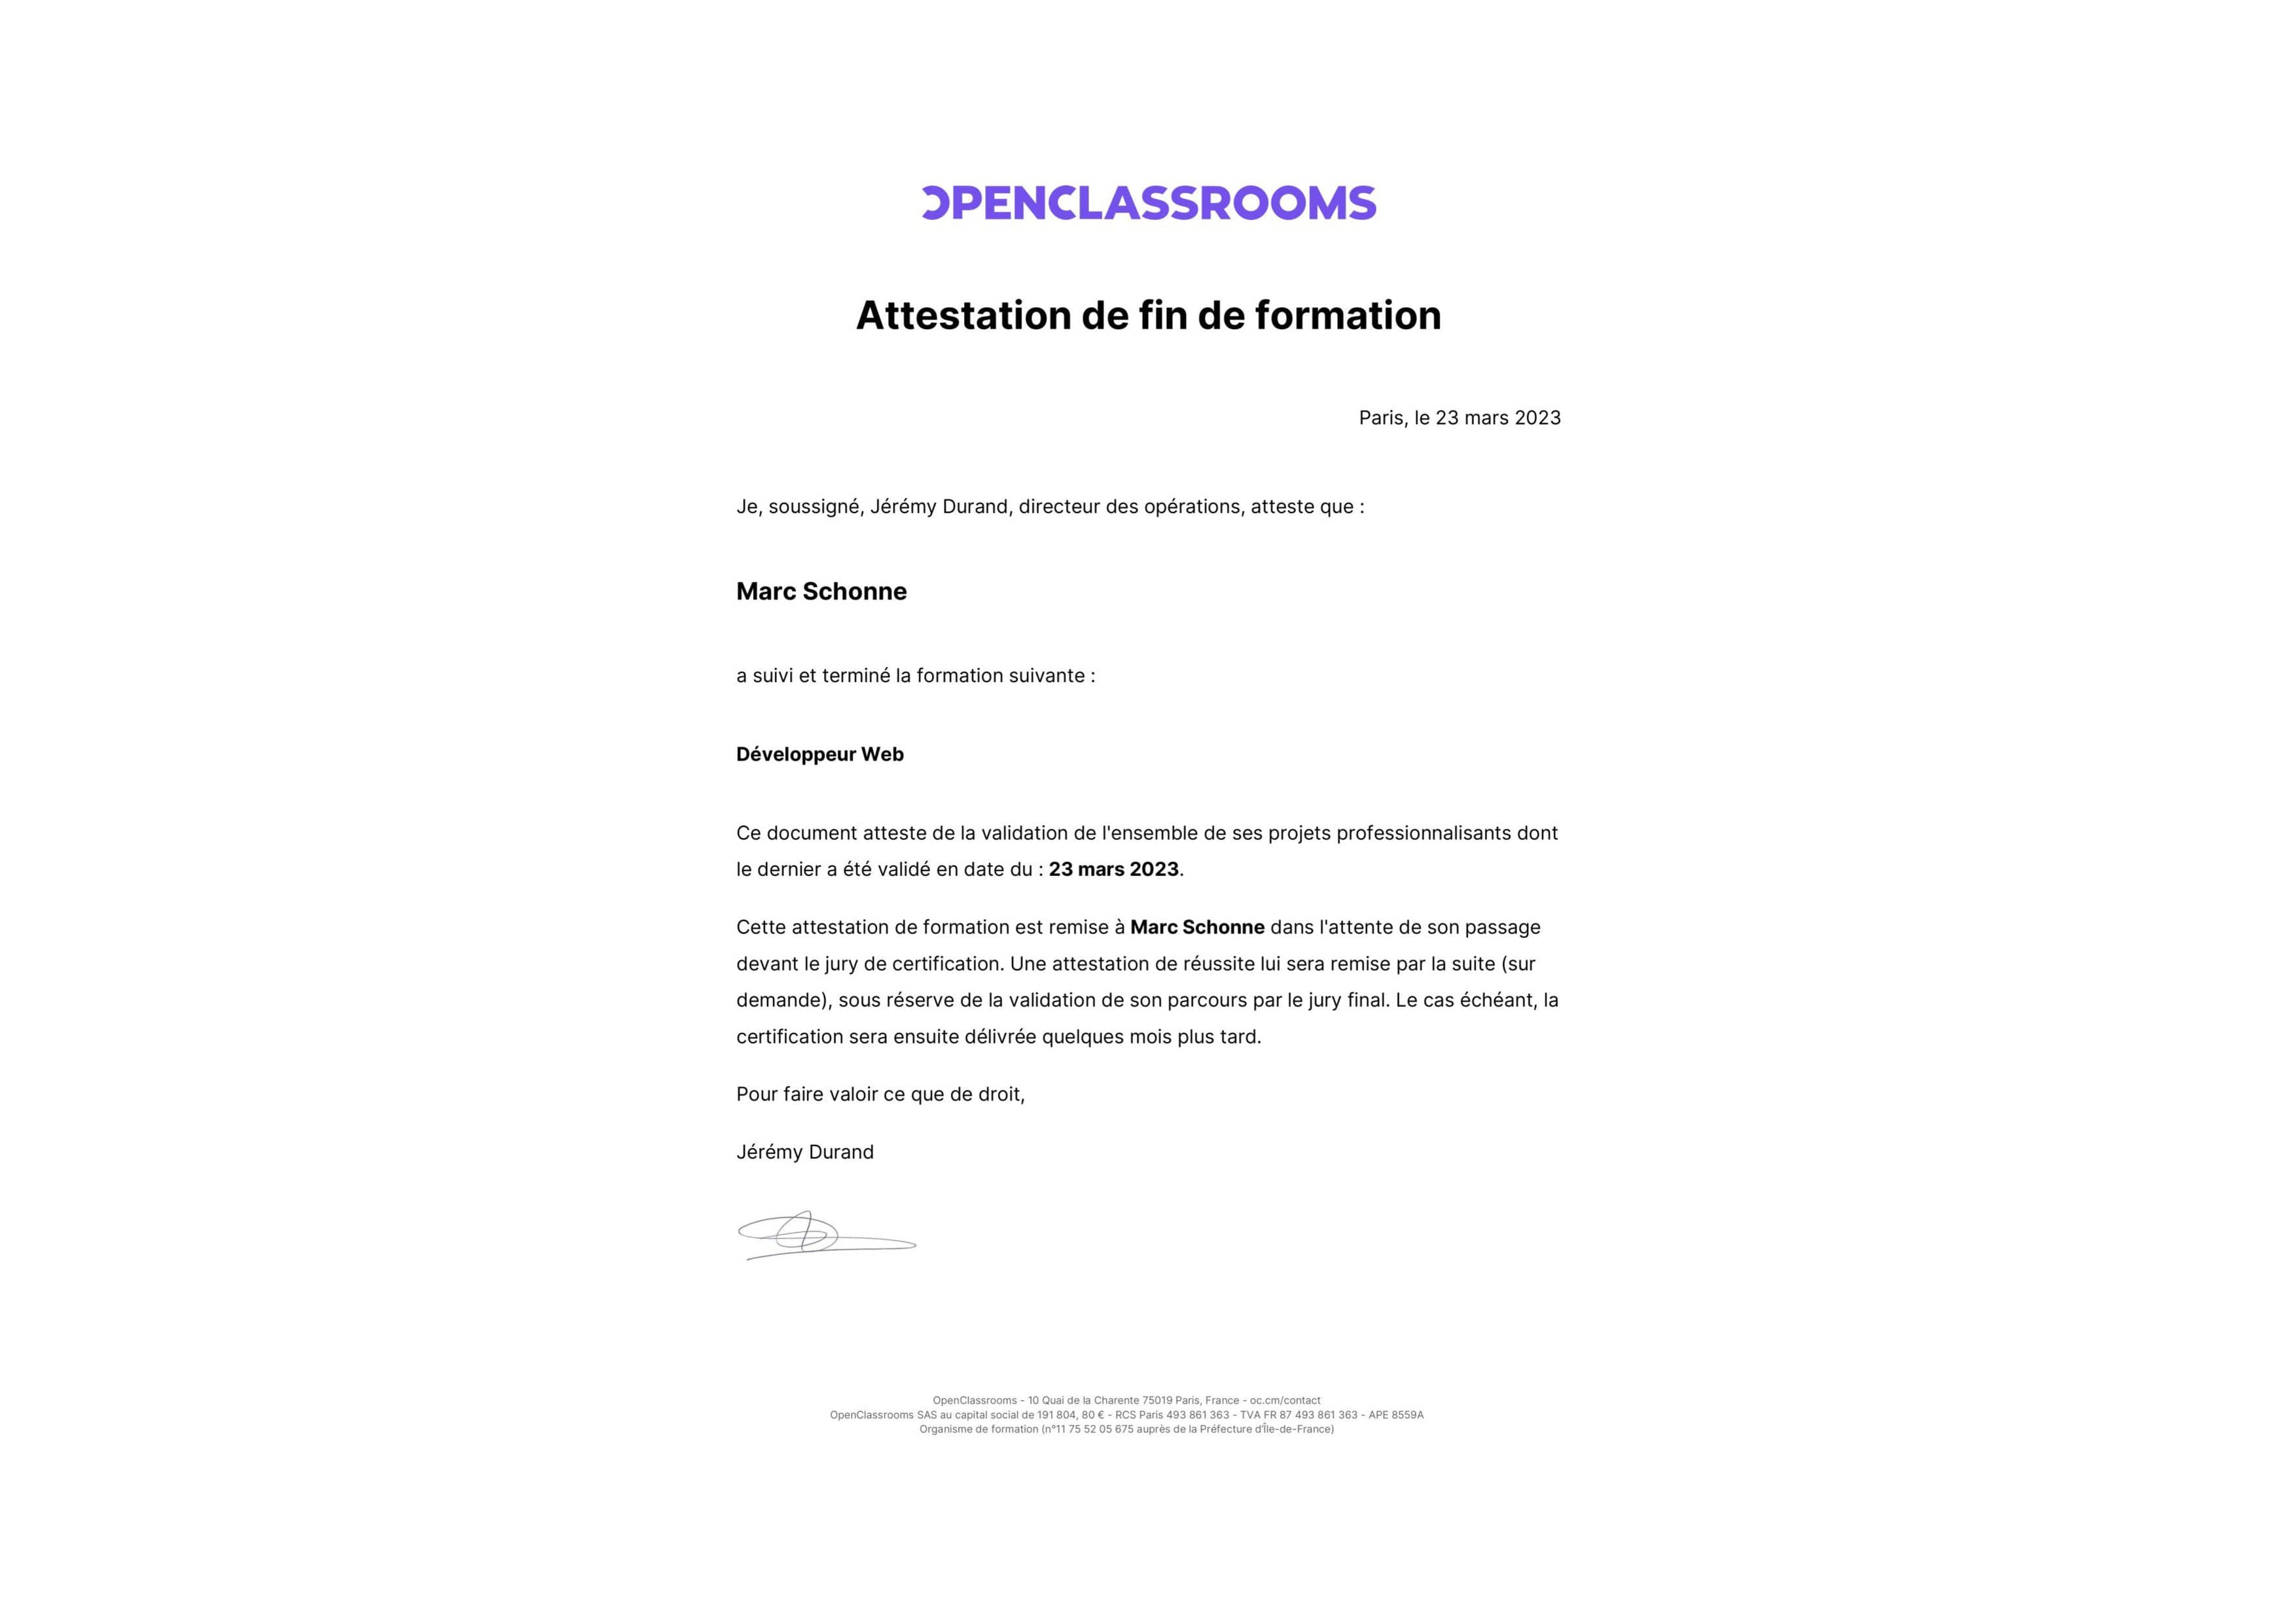 OPENCLASSROOMS
Attestation de fin de formation
Paris, le 23 mars 2023
Je, soussigné, Jérémy Durand, directeur des opérations, atteste que :
Marc Schonne
a suivi et terminé la formation suivante :
Développeur Web
Ce document atteste de la validation de l'ensemble de ses projets professionnalisants dont
le dernier a été validé en date du : 23 mars 2023.
Cette attestation de formation est remise à Marc Schonne dans l'attente de son passage
devant le jury de certification. Une attestation de réussite lui sera remise par la suite (sur
demande), sous réserve de la validation de son parcours par le jury final. Le cas échéant, la
certification sera ensuite délivrée quelques mois plus tard.
Pour faire valoir ce que de droit,
Jérémy Durand
OpenClassrooms - 10 Quai de la Charente 75019 Paris, France - oc.cm/contact
OpenClassrooms SAS au capital social de 191 804, 80 € - RCS Paris 493 861 363 - TVA FR 87 493 861 363 - APE 8559A
Organisme de formation (n°11 75 52 05 675 auprès de la Préfecture d'Île-de-France)